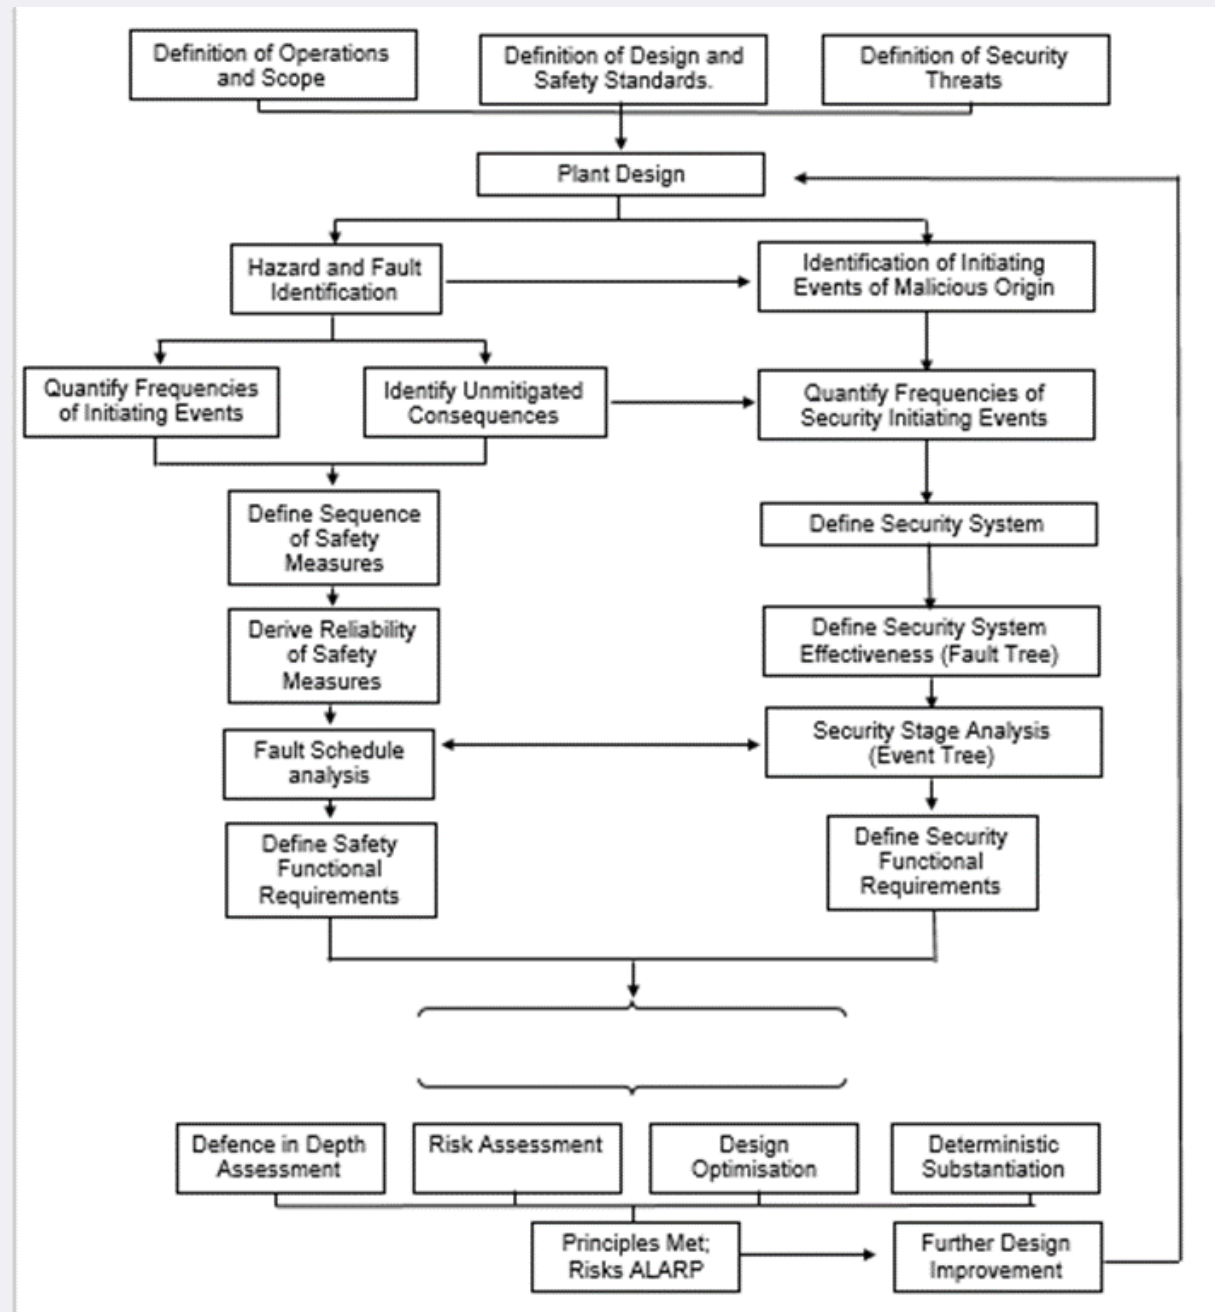 Definition of Operations
and Scope
Definition of Design and
Safety Standards.
Definition of Security
Threats
Plant Design
Hazard and Fault
Identification
Identification of Initiating
Events of Malicious Origin
Quantify Frequencies
of Initiating Events
Identify Unmitigated
Consequences
Quantify Frequencies of
Security Initiating Events
Define Sequence
of Safety
Measures
Define Security System
Derive Reliability
of Safety
Measures
Define Security System
Effectiveness (Fault Tree)
Fault Schedule
analysis
Security Stage Analysis
(Event Tree)
Define Safety
Functional
Requirements
Define Security
Functional
Requirements
Defence in Depth
Assessment
Risk Assessment
Design
Optimisation
Deterministic
Substantiation
Principles Met;
Risks ALARP
Further Design
Improvement